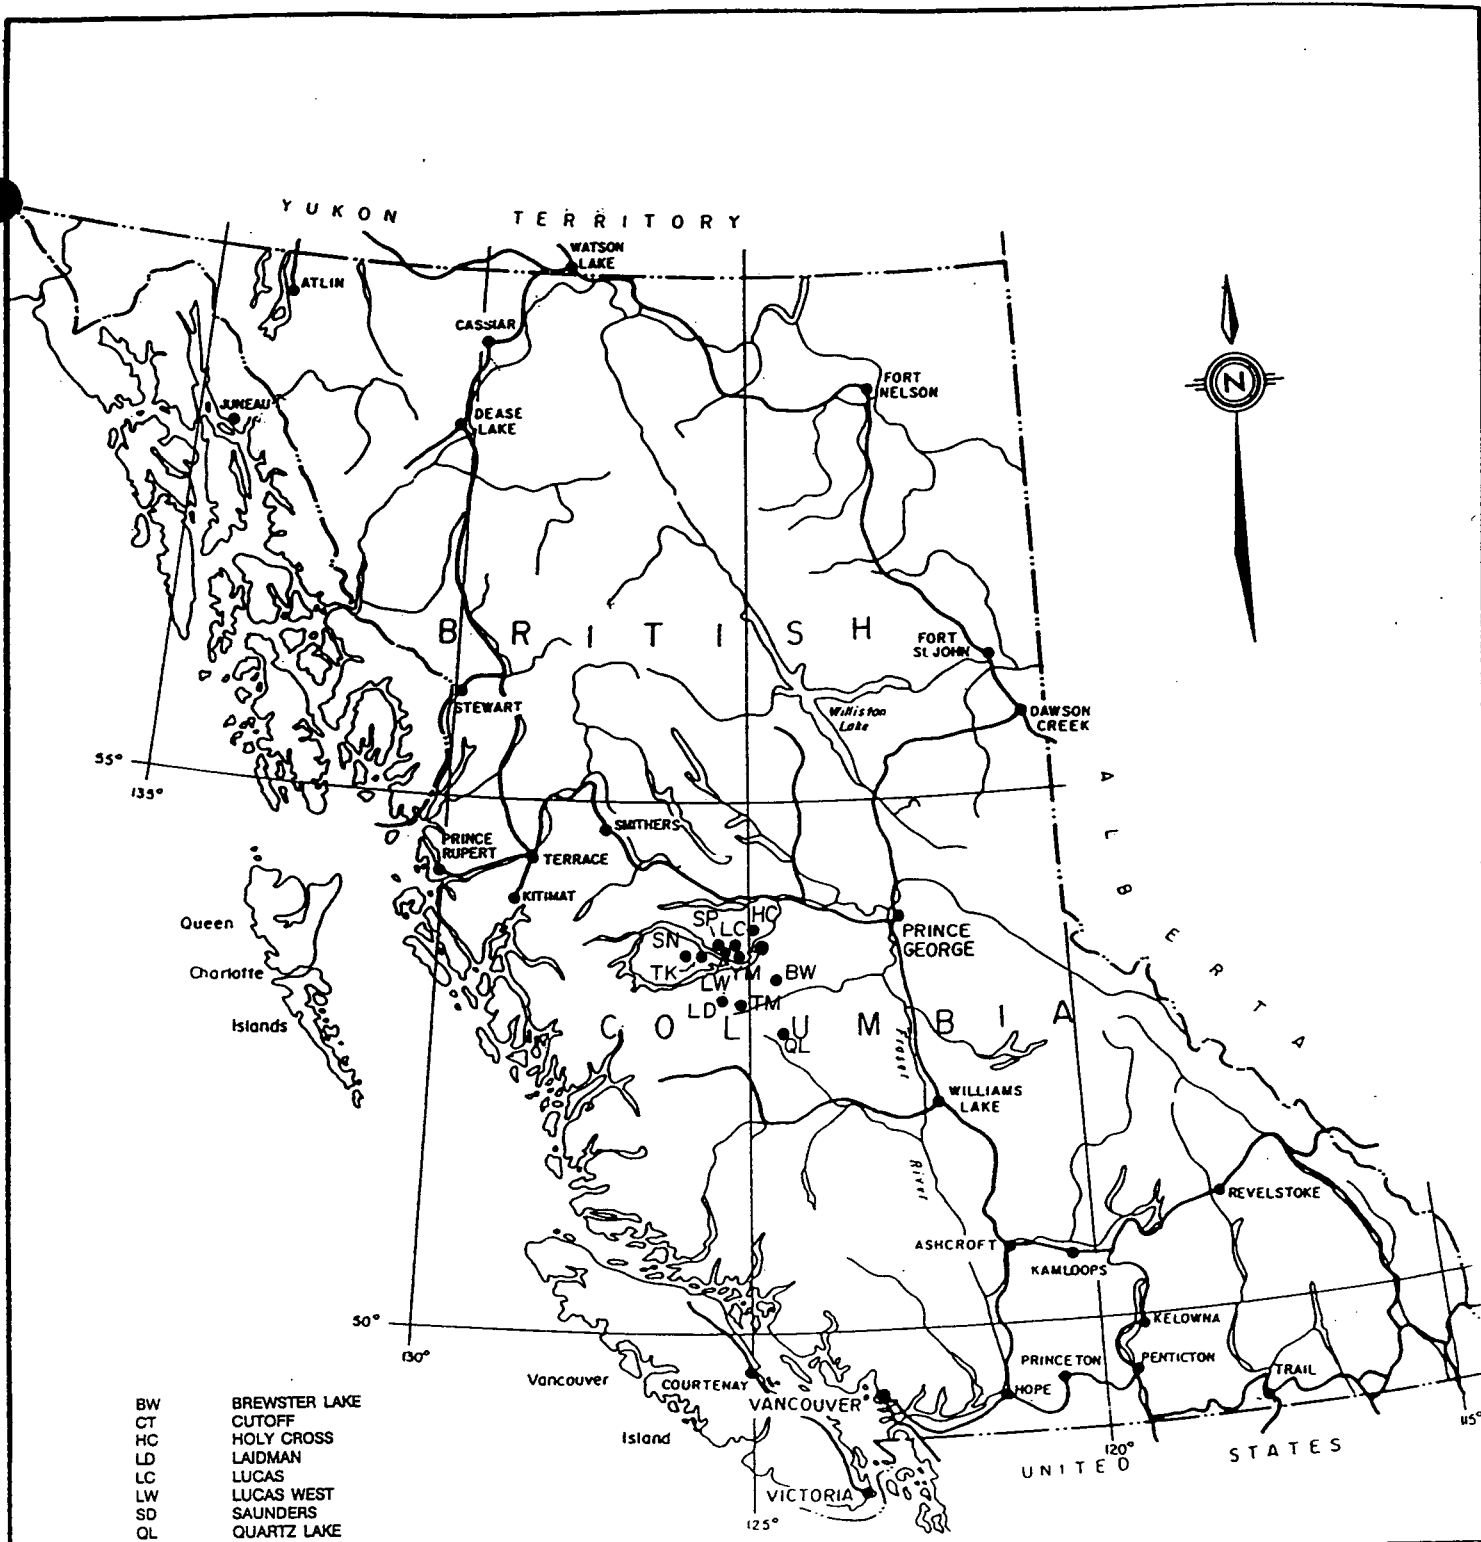 YUKON TERRITORY
WATSON
LAKE
ATLIN
CASSIAR
FORT
NELSON
N
JUNEAU
DEASE
LAKE
BRITISH
FORT
St. JOHN
STEWART
Williston
Lake
DAWSON
CREEK
55°
135°
ALBERTA
PRINCE
RUPERT
SMITHERS
TERRACE
KITIMAT
Queen
Charlotte
Islands
SP
HC
LC
SN
PRINCE
GEORGE
TK
YM
BW
LW
LD
TM
COLUMBIA
QL
Fraser
WILLIAMS
LAKE
River
REVELSTOKE
ASHCROFT
KAMLOOPS
50°
130°
KELOWNA
PRINCETON
PENTICTON
TRAIL
Vancouver
COURTENAY
HOPE
VANCOUVER
115°
Island
120°
UNITED STATES
VICTORIA
125°
BW BREWSTER LAKE
CT CUTOFF
HC HOLY CROSS
LD LAIDMAN
LC LUCAS
LW LUCAS WEST
SD SAUNDERS
QL QUARTZ LAKE